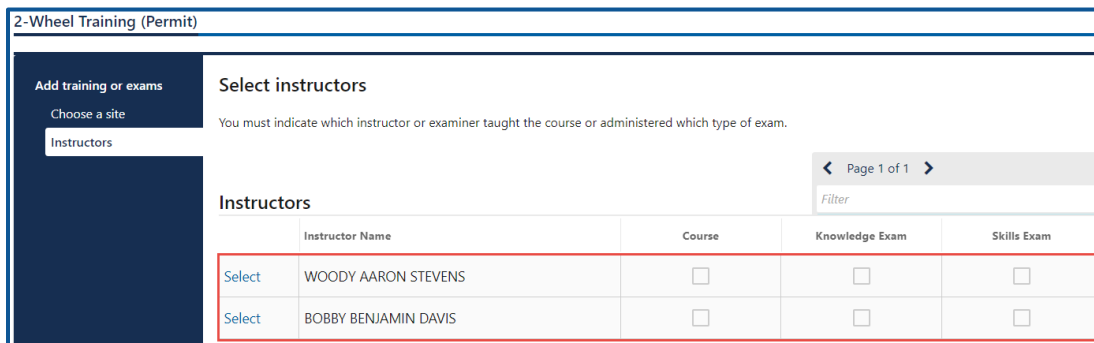 2-Wheel Training (Permit)
Add training or exams
Choose a site
Instructors
Select instructors
You must indicate which instructor or examiner taught the course or administered which type of exam.
Page 1 of 1
Instructors
Filter
Instructor Name Course Knowledge Exam Skills Exam
Select WOODY AARON STEVENS
Select BOBBY BENJAMIN DAVIS